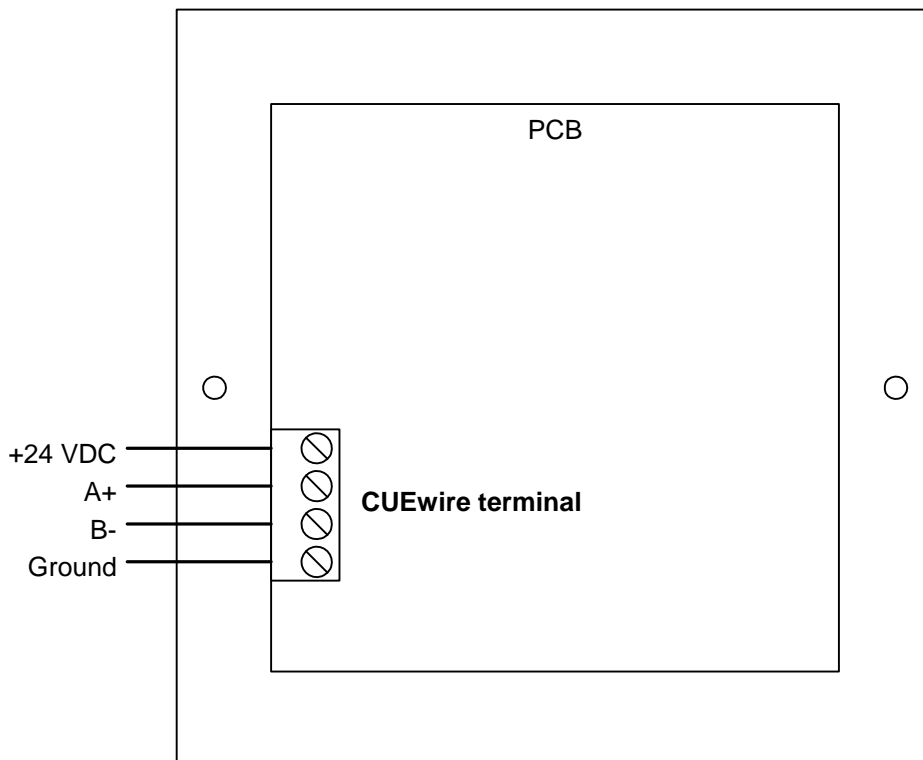 PCB
+24 VDC
A+
CUEwire terminal
B-
Ground